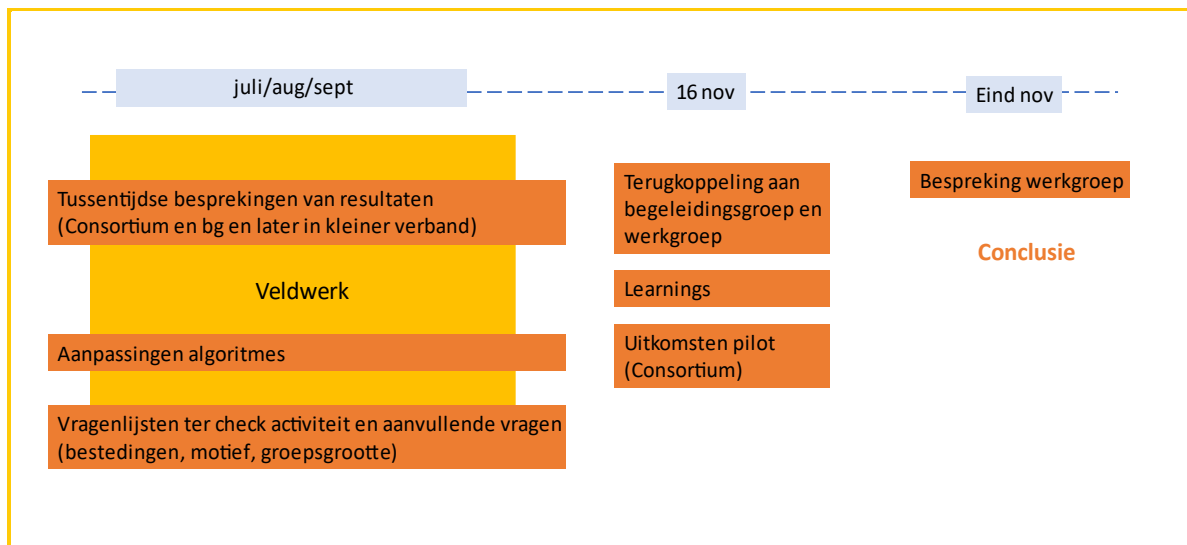 juli/aug/sept
16 nov
Eind nov
Tussentijdse besprekingen van resultaten
(Consortium en bg en later in kleiner verband)
Veldwerk
Aanpassingen algoritmes
Vragenlijsten ter check activiteit en aanvullende vragen
(bestedingen, motief, groepsgrootte)
Terugkoppeling aan
begeleidingsgroep en
werkgroep
Learnings
Uitkomsten pilot
(Consortium)
Bespreking werkgroep
Conclusie